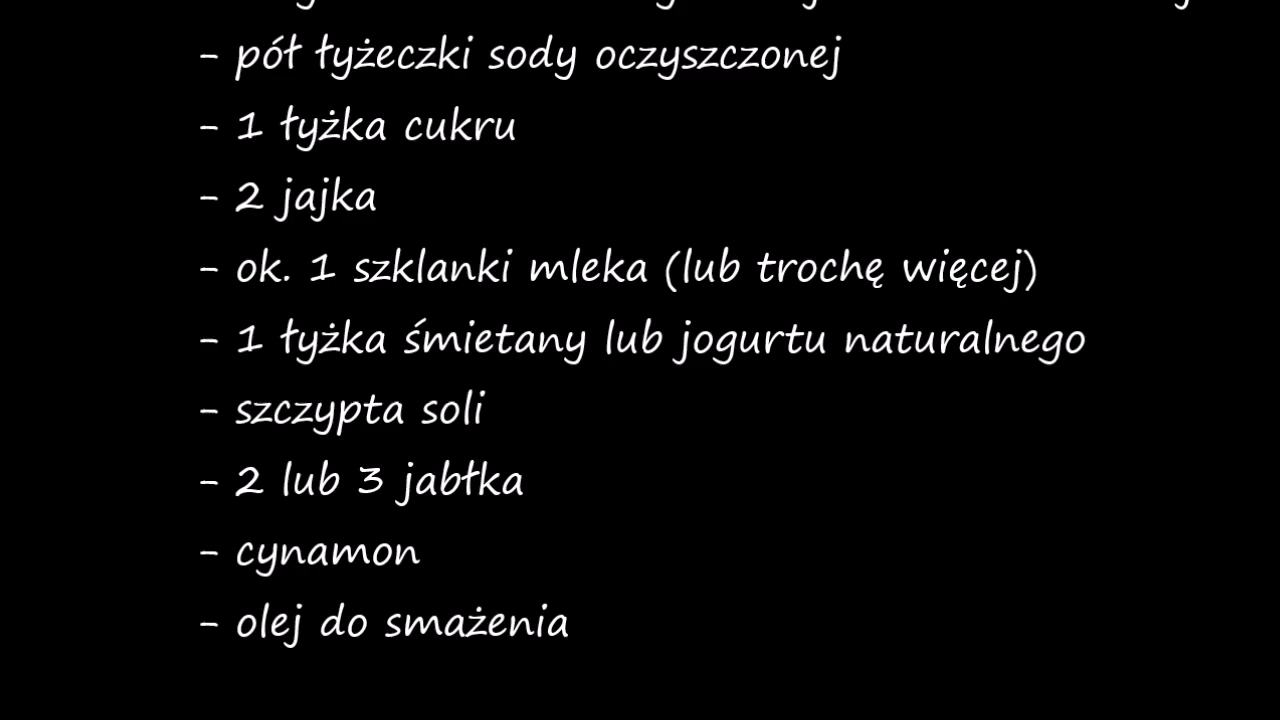 - pół łyżeczki sody oczyszczonej
- 1 łyżka cukru
- 2 jajka
- ok. 1 szklanki mleka (lub trochę więcej)
- 1 łyżka śmietany lub jogurtu naturalnego
- szczypta soli
- 2 lub 3 jabłka
- cynamon
- olej do smażenia